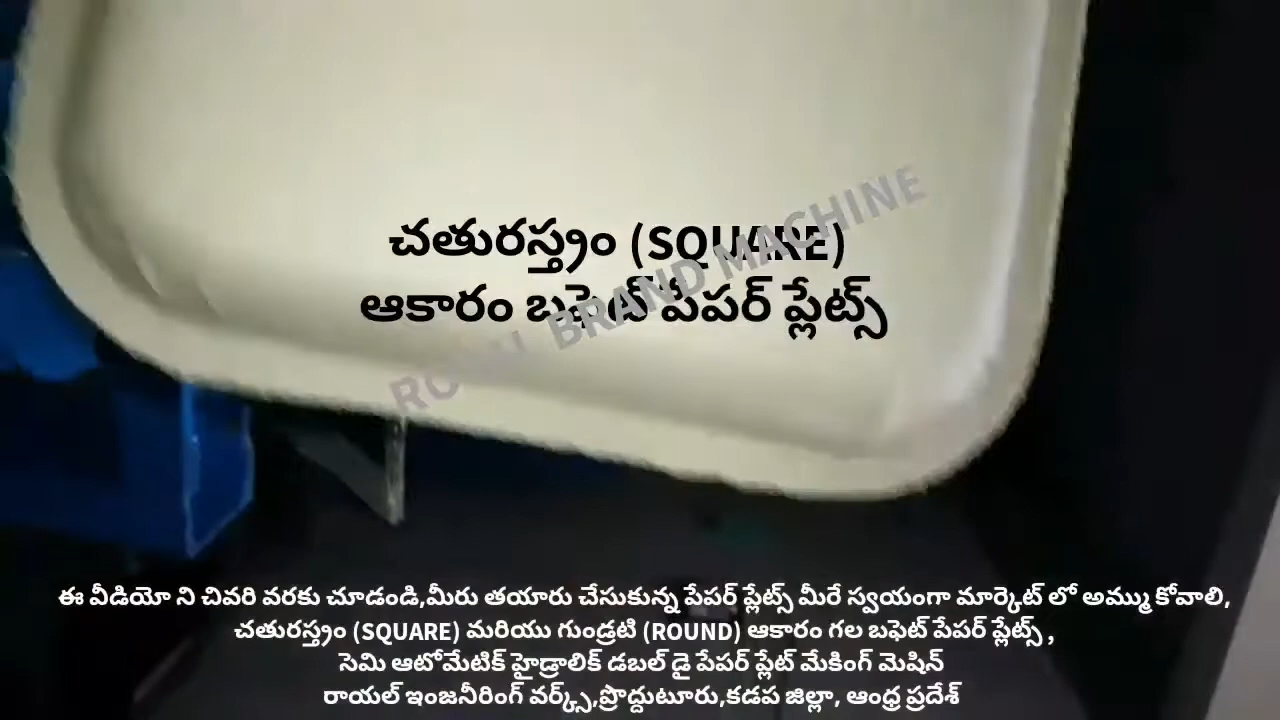 చతురస్త్రం (SQUARE)
ఆకారం బఫెట్ పేపర్ ప్లేట్స్
ROYAL BRAND MACHINE
ఈ వీడియో ని చివరి వరకు చూడండి,మీరు తయారు చేసుకున్న పేపర్ ప్లేట్స్ మీరే స్వయంగా మార్కెట్ లో అమ్ము కోవాలి,
చతురస్త్రం (SQUARE) మరియు గుండ్రటి (ROUND) ఆకారం గల బఫెట్ పేపర్ ప్లేట్స్ ,
సెమి ఆటోమేటిక్ హైడ్రాలిక్ డబల్ డై పేపర్ ప్లేట్ మేకింగ్ మెషిన్
రాయల్ ఇంజనీరింగ్ వర్క్స్,ప్రొద్దుటూరు,కడప జిల్లా, ఆంధ్ర ప్రదేశ్